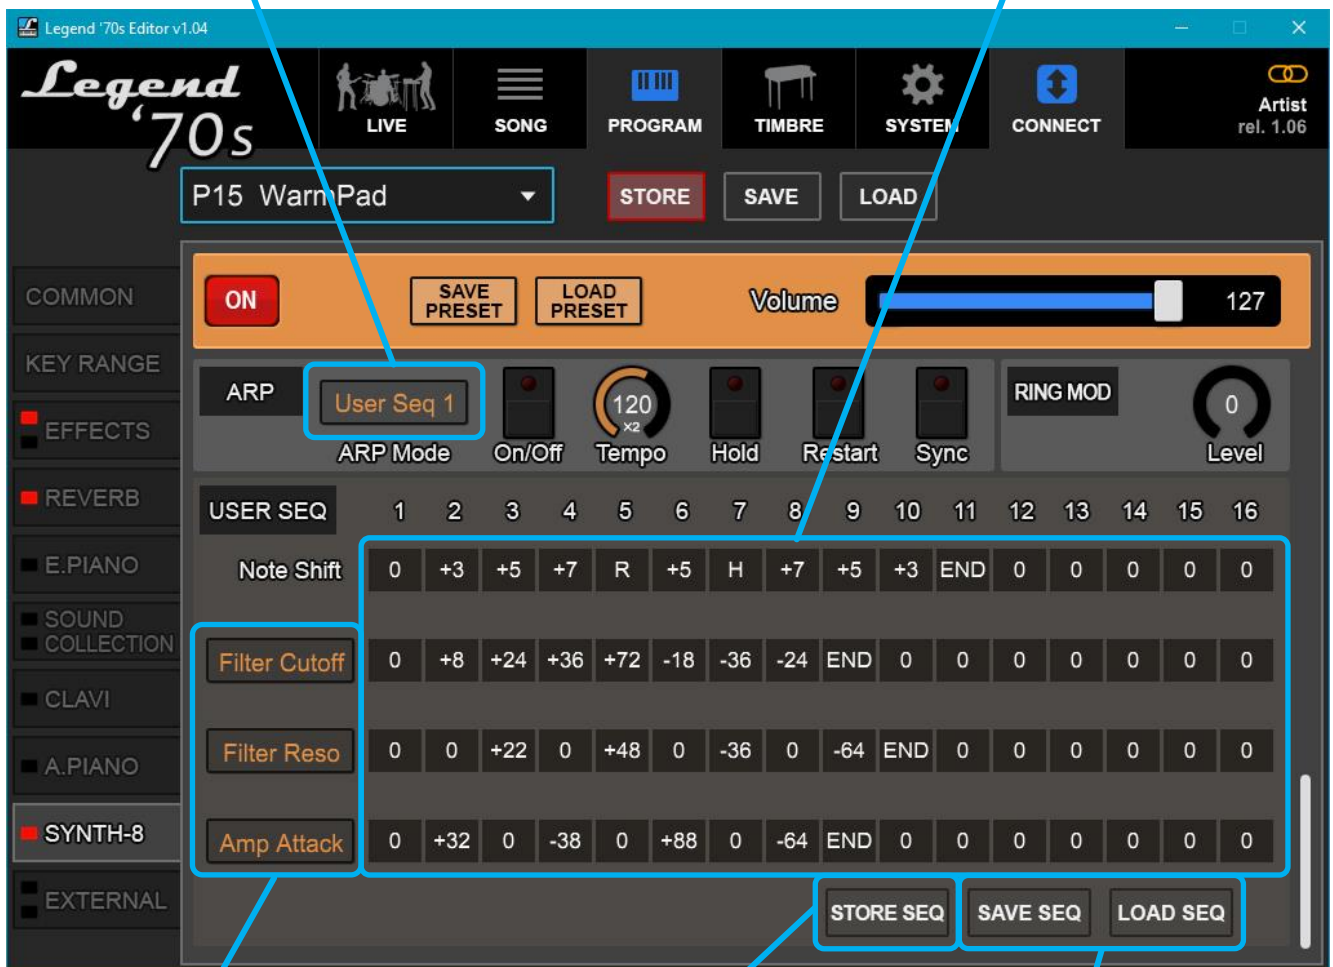 Legend '70s Editor v1.04
Legend '70s
LIVE
SONG
PROGRAM
TIMBRE
SYSTEM
CONNECT
Artist
rel. 1.06
P15 WarmPad
STORE
SAVE
LOAD
COMMON
KEY RANGE
EFFECTS
REVERB
E.PIANO
SOUND
COLLECTION
CLAVI
A.PIANO
SYNTH-8
EXTERNAL
ON
SAVE
PRESET
LOAD
PRESET
Volume
127
ARP
User Seq 1
ARP Mode
On/Off
120
x2
Tempo
Hold
Restart
Sync
RING MOD
0
Level
USER SEQ 1 2 3 4 5 6 7 8 9 10 11 12 13 14 15 16
Note Shift 0 +3 +5 +7 R +5 H +7 +5 +3 END 0 0 0 0 0
Filter Cutoff 0 +8 +24 +36 +72 -18 -36 -24 END 0 0 0 0 0 0 0
Filter Reso 0 0 +22 0 +48 0 -36 0 -64 END 0 0 0 0 0 0
Amp Attack 0 +32 0 -38 0 +88 0 -64 END 0 0 0 0 0 0 0
STORE SEQ
SAVE SEQ
LOAD SEQ